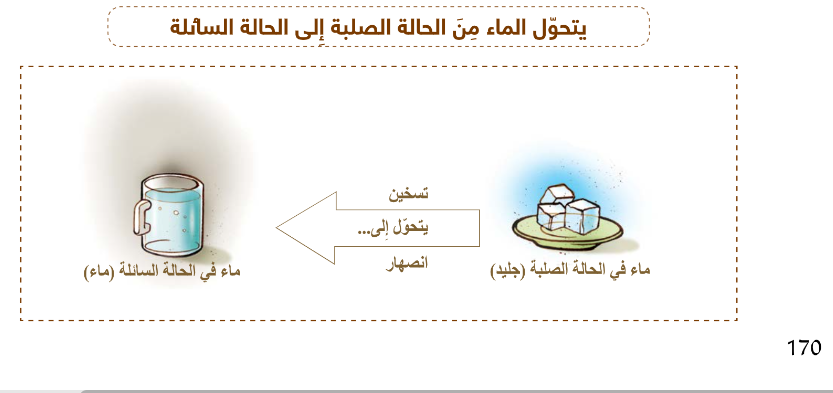 يتحوّل الماء مِنَ الحالة الصلبة إِلى الحالة السائلة
تسخين
يتحوّل إلى...
انصهار
ماء في الحالة الصلبة (جليد)
ماء في الحالة السائلة (ماء)
170